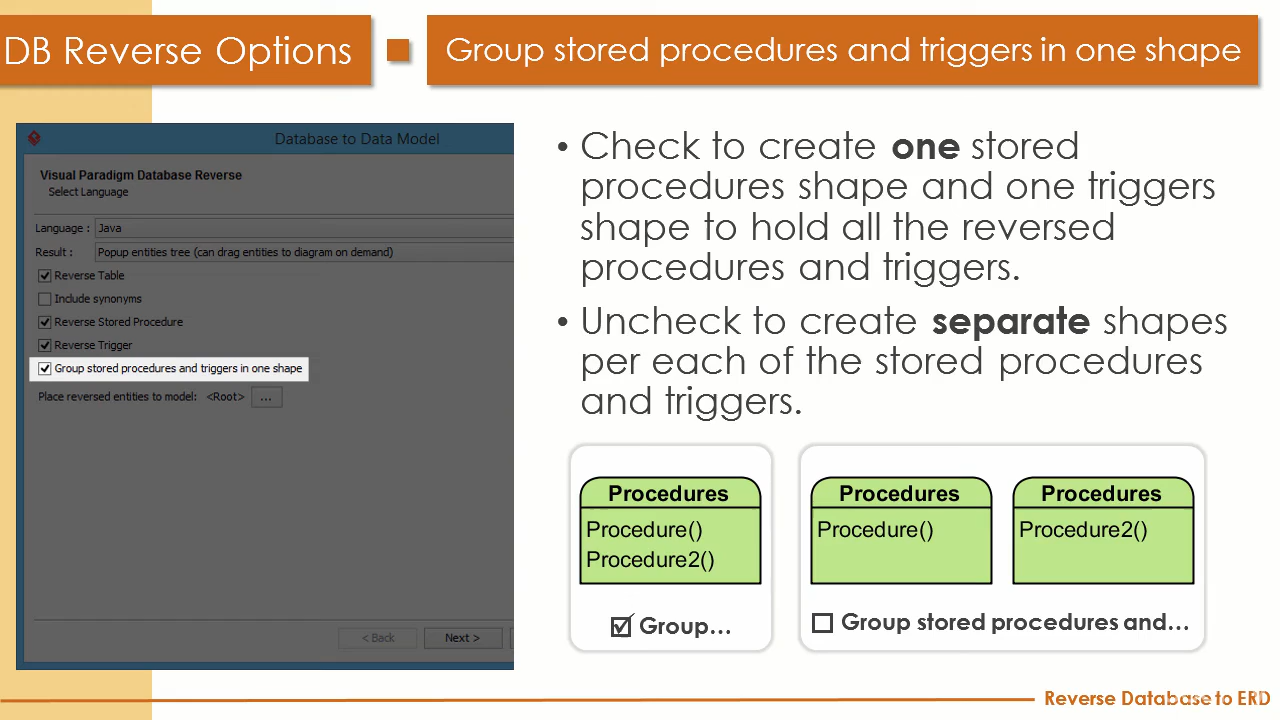 DB Reverse Options
Group stored procedures and triggers in one shape
Database to Data Model
Visual Paradigm Database Reverse
Select Language
Language : Java
Result : Popup entities tree (can drag entities to diagram on demand)
Reverse Table
Include synonyms
Reverse Stored Procedure
Reverse Trigger
Group stored procedures and triggers in one shape
Place reversed entities to model: <Root> ...
< Back Next >
• Check to create one stored
procedures shape and one triggers
shape to hold all the reversed
procedures and triggers.
• Uncheck to create separate shapes
per each of the stored procedures
and triggers.
Procedures
Procedure()
Procedure2()
Group...
Procedures
Procedure()
Procedures
Procedure2()
Group stored procedures and...
Reverse Database to ERD